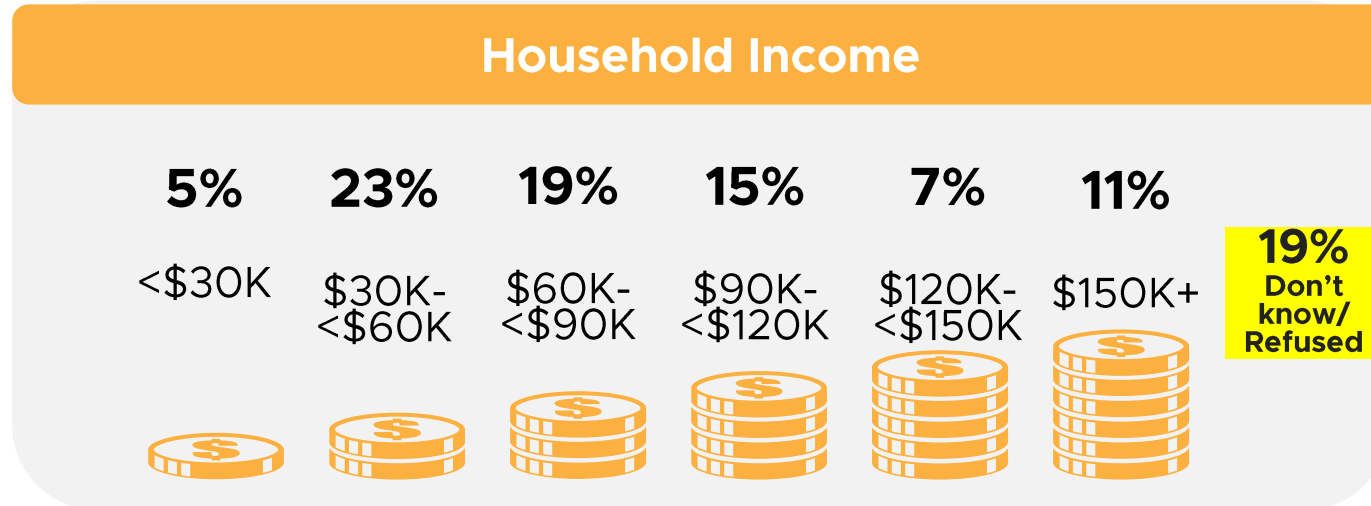 Household Income
5% 23% 19% 15% 7% 11%
19%
Don't
know/
Refused
<$30K
$30K-
<$60K
$60K-
<$90K
$90K-
<$120K
$120K-
<$150K
$150K+
$
$
$
$
$
$